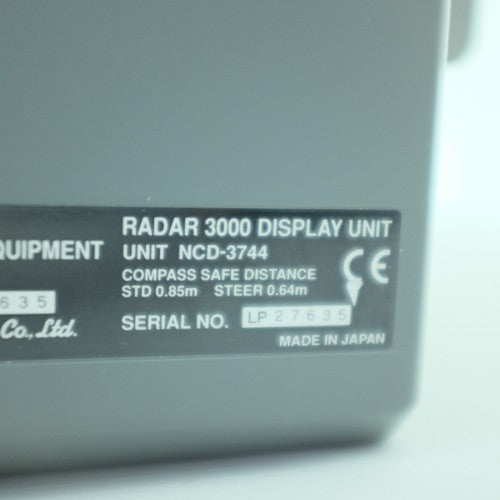 RADAR 3000 DISPLAY UNIT
QUIPMENT UNIT NCD-3744
COMPASS SAFE DISTANCE
STD 0.85m STEER 0.64m
CE
635
Co., Ltd.
SERIAL NO. LP27635
MADE IN JAPAN